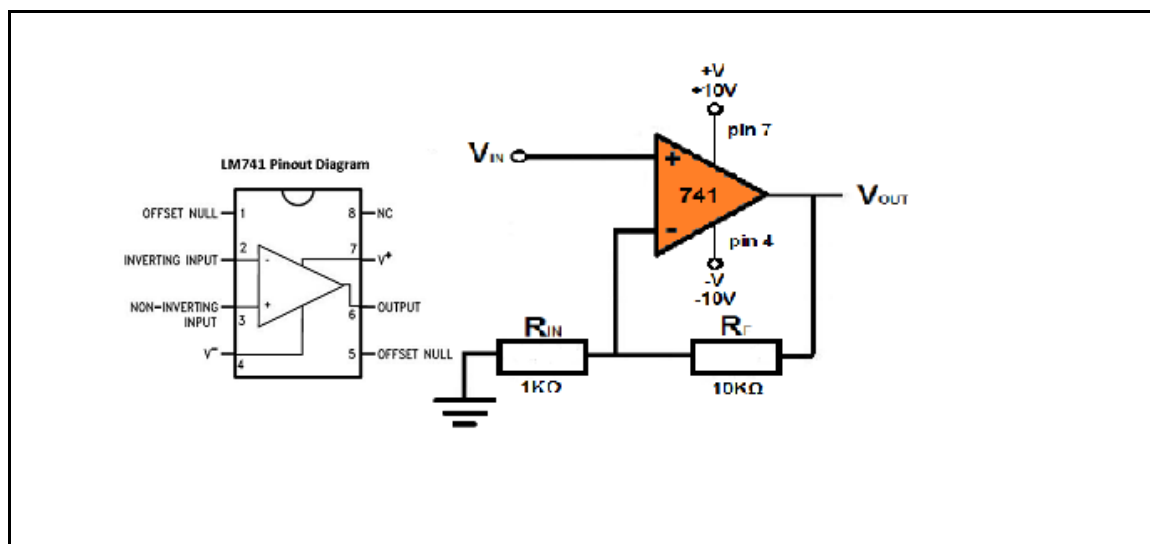 LM741 Pinout Diagram
OFFSET NULL
1
8
NC
INVERTING INPUT
2
-
7
V+
NON-INVERTING
INPUT
3
+
6
OUTPUT
V-
4
5
OFFSET NULL
+V
+10V
pin 7
VIN
+
741
-
VOUT
pin 4
-V
-10V
RIN
1KΩ
RF
10KΩ